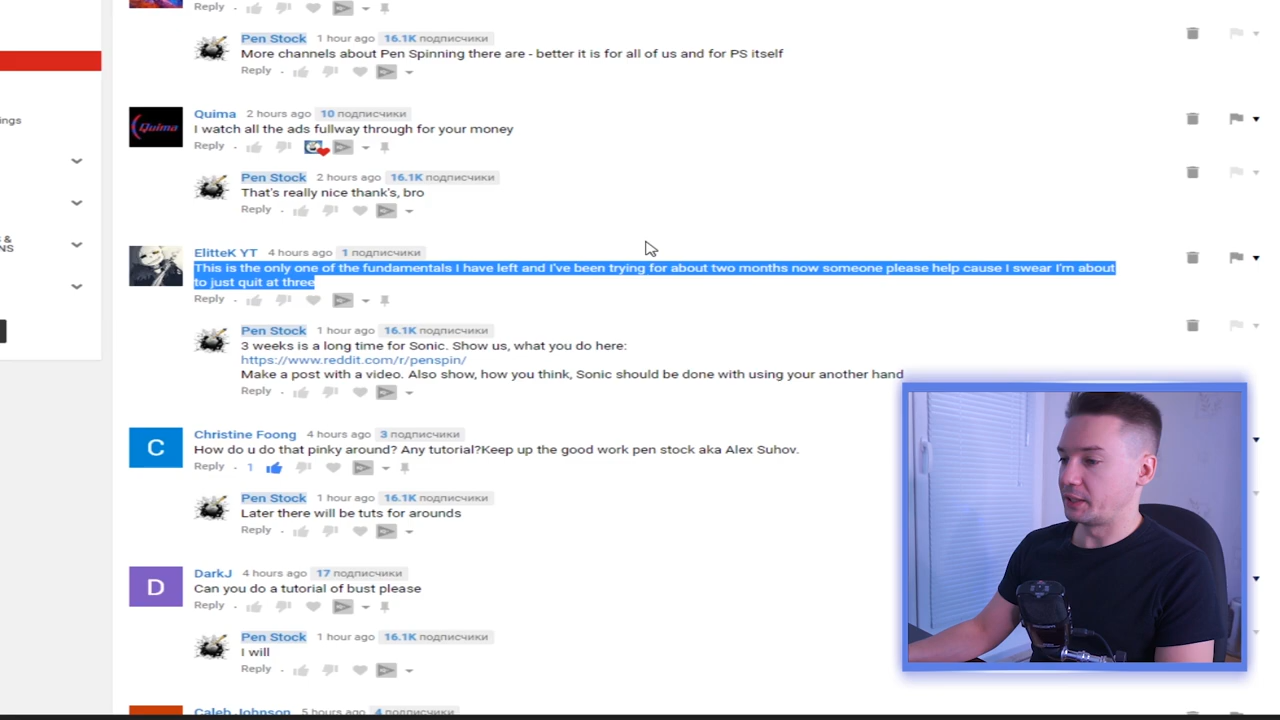 Reply
Pen Stock 1 hour ago 16.1K подписчики
More channels about Pen Spinning there are - better it is for all of us and for PS itself
Reply
ings
Quima 2 hours ago 10 подписчики
Quima
I watch all the ads fullway through for your money
Reply
Pen Stock 2 hours ago 16.1K подписчики
That's really nice thank's, bro
Reply
& 
NS
ElitteK YT 4 hours ago 1 подписчики
This is the only one of the fundamentals I have left and I've been trying for about two months now someone please help cause I swear I'm about
to just quit at three
Reply
Pen Stock 1 hour ago 16.1K подписчики
3 weeks is a long time for Sonic. Show us, what you do here:
https://www.reddit.com/r/penspin/
Make a post with a video. Also show, how you think, Sonic should be done with using your another hand
Reply
C
Christine Foong 4 hours ago 3 подписчики
How do u do that pinky around? Any tutorial?Keep up the good work pen stock aka Alex Suhov.
Reply 1
Pen Stock 1 hour ago 16.1K подписчики
Later there will be tuts for arounds
Reply
D
DarkJ 4 hours ago 17 подписчики
Can you do a tutorial of bust please
Reply
Pen Stock 1 hour ago 16.1K подписчики
I will
Reply
Caleb Johnson 5 hours ago 4 подписчики